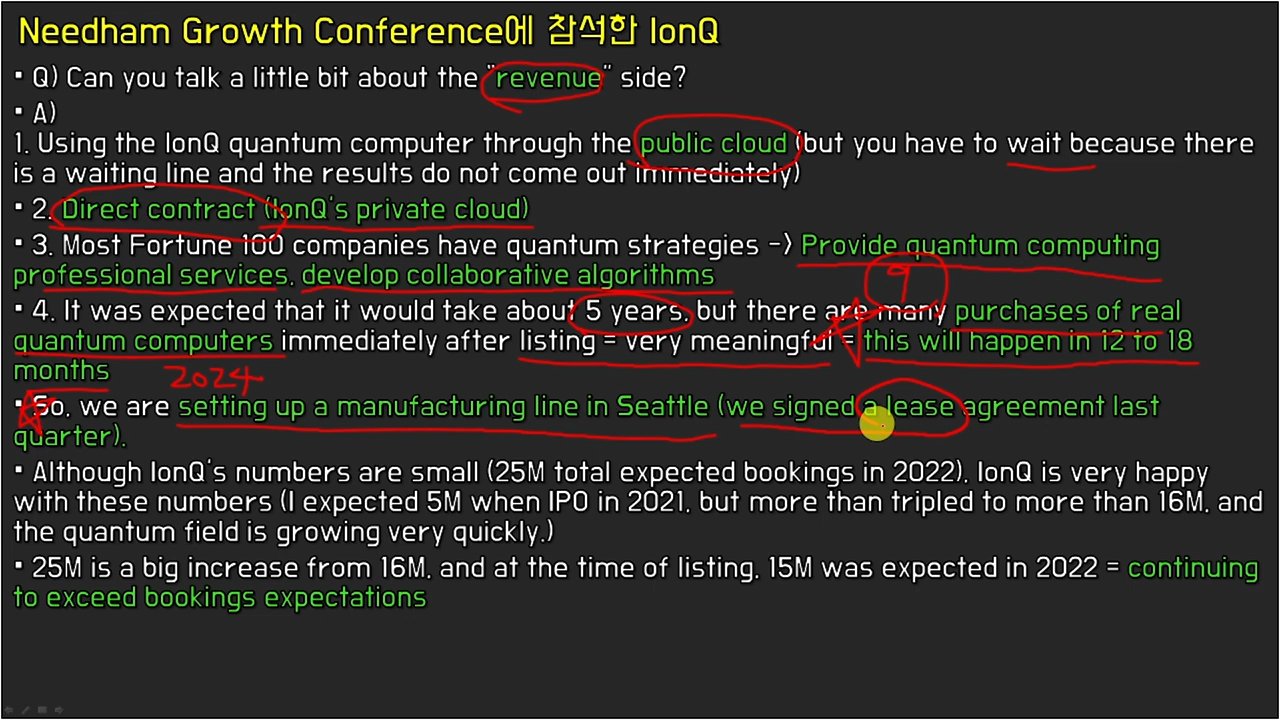 Needham Growth Conference에 참석한 IonQ
▪ Q) Can you talk a little bit about the "revenue" side?
▪ A)
1. Using the IonQ quantum computer through the public cloud (but you have to wait because there
is a waiting line and the results do not come out immediately)
▪ 2. Direct contract (IonQ's private cloud)
▪ 3. Most Fortune 100 companies have quantum strategies -> Provide quantum computing
professional services, develop collaborative algorithms
9
▪ 4. It was expected that it would take about 5 years, but there are many purchases of real
quantum computers immediately after listing = very meaningful = this will happen in 12 to 18
months
2024
▪ So, we are setting up a manufacturing line in Seattle (we signed a lease agreement last
quarter).
▪ Although IonQ's numbers are small (25M total expected bookings in 2022), IonQ is very happy
with these numbers (I expected 5M when IPO in 2021, but more than tripled to more than 16M, and
the quantum field is growing very quickly.)
▪ 25M is a big increase from 16M, and at the time of listing, 15M was expected in 2022 = continuing
to exceed bookings expectations